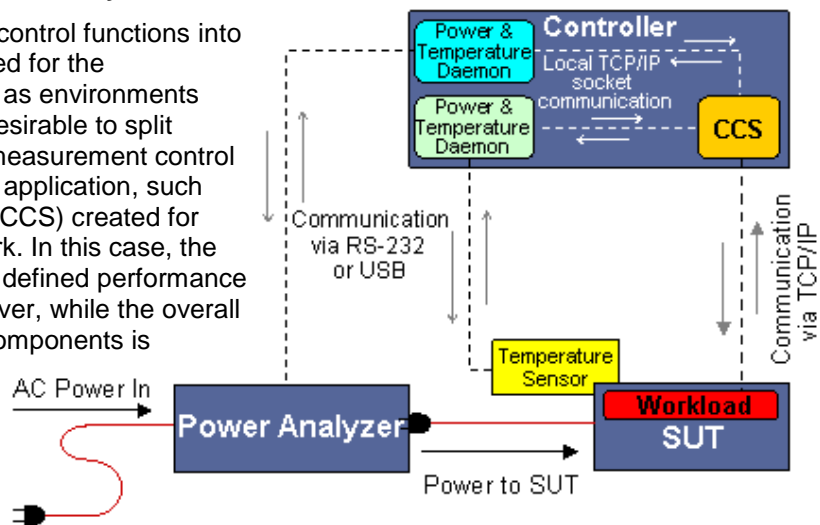 control functions into
ed for the
as environments
esirable to split
neasurement control
application, such
CCS) created for
rk. In this case, the
defined performance
ver, while the overall
omponents is
Controller
Power &
Temperature
Daemon
Local TCP/IP
socket
communication
Power &
Temperature
Daemon
CCS
Communication
via RS-232
or USB
Communication
via TCP/IP
Temperature
Sensor
AC Power In
Power Analyzer
Workload
SUT
Power to SUT